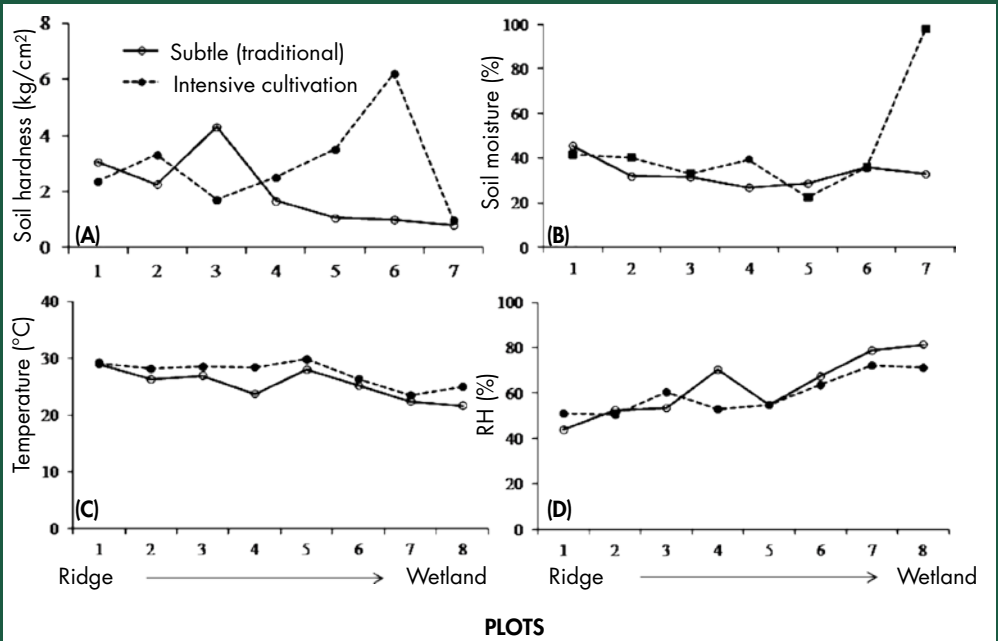 Soil hardness (kg/cm²)
8
6
4
2
0
Subtle (traditional)
Intensive cultivation
(A)
1 2 3 4 5 6 7
Soil moisture (%)
100
80
60
40
20
0
(B)
1 2 3 4 5 6 7
Temperature (°C)
40
30
20
10
0
(C)
1 2 3 4 5 6 7 8
Ridge Wetland
RH (%)
100
80
60
40
20
0
(D)
1 2 3 4 5 6 7 8
Ridge Wetland
PLOTS